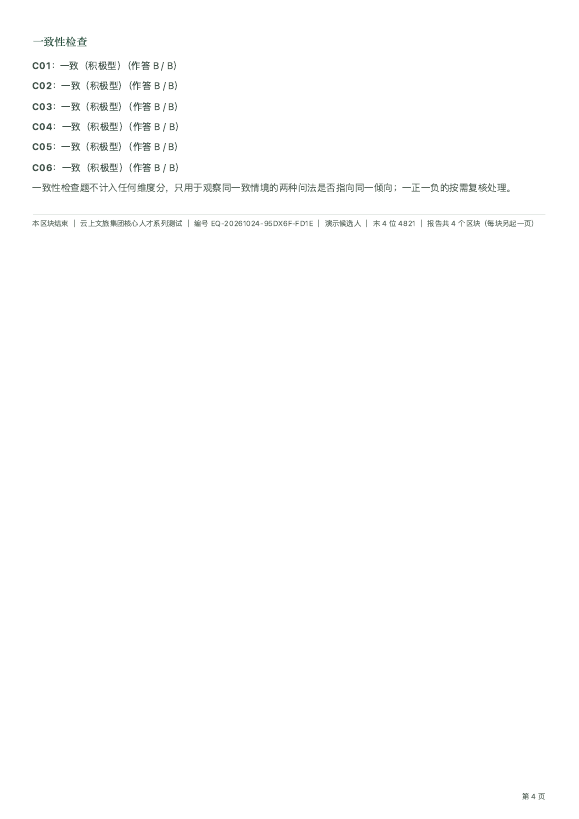 一致性检查
C01：一致（积极型）（作答 B / B）
C02：一致（积极型）（作答 B / B）
C03：一致（积极型）（作答 B / B）
C04：一致（积极型）（作答 B / B）
C05：一致（积极型）（作答 B / B）
C06：一致（积极型）（作答 B / B）
一致性检查题不计入任何维度分，只用于观察同一致情境的两种问法是否指向同一倾向；一正一负的按需复核处理。
本区块结束 ｜ 云上文旅集团核心人才系列测试 ｜ 编号 EQ-20261024-95DX6F-FD1E ｜ 演示候选人 ｜ 末 4 位 4821 ｜ 报告共 4 个区块（每块另起一页）
第 4 页